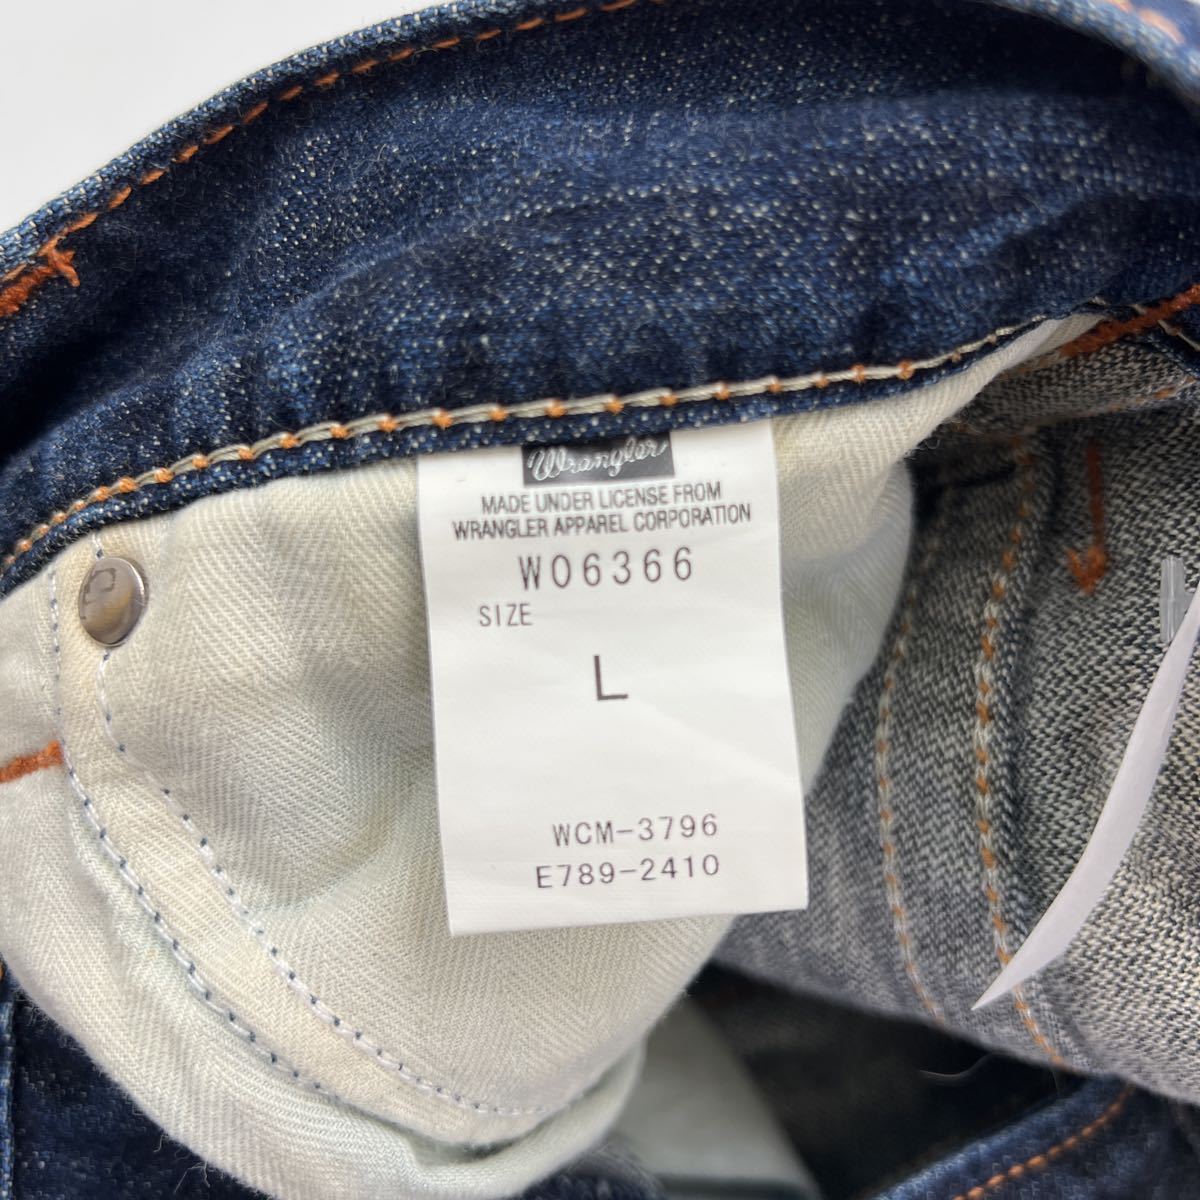 Wrangler
MADE UNDER LICENSE FROM
WRANGLER APPAREL CORPORATION
W06366
SIZE
L
WCM-3796
E789-2410